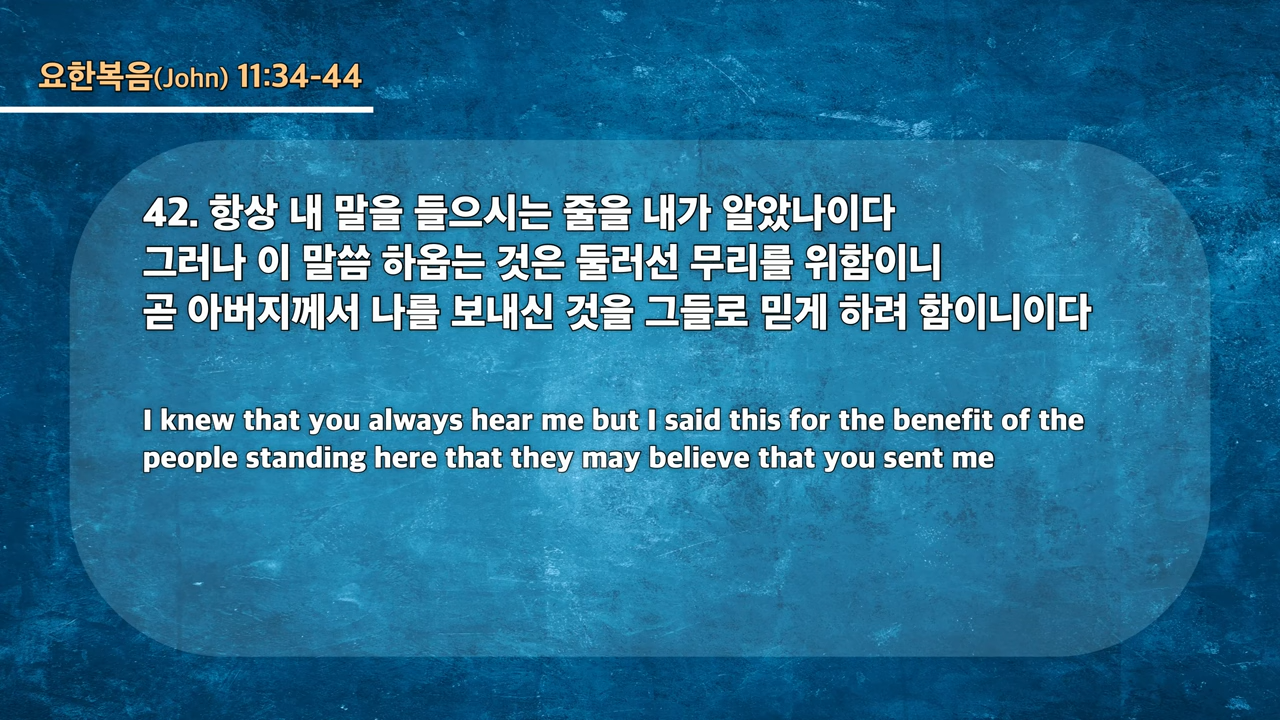 요한복음(John) 11:34-44
42. 항상 내 말을 들으시는 줄을 내가 알았나이다
그러나 이 말씀 하옵는 것은 둘러선 무리를 위함이니
곧 아버지께서 나를 보내신 것을 그들로 믿게 하려 함이니이다
I knew that you always hear me but I said this for the benefit of the
people standing here that they may believe that you sent me